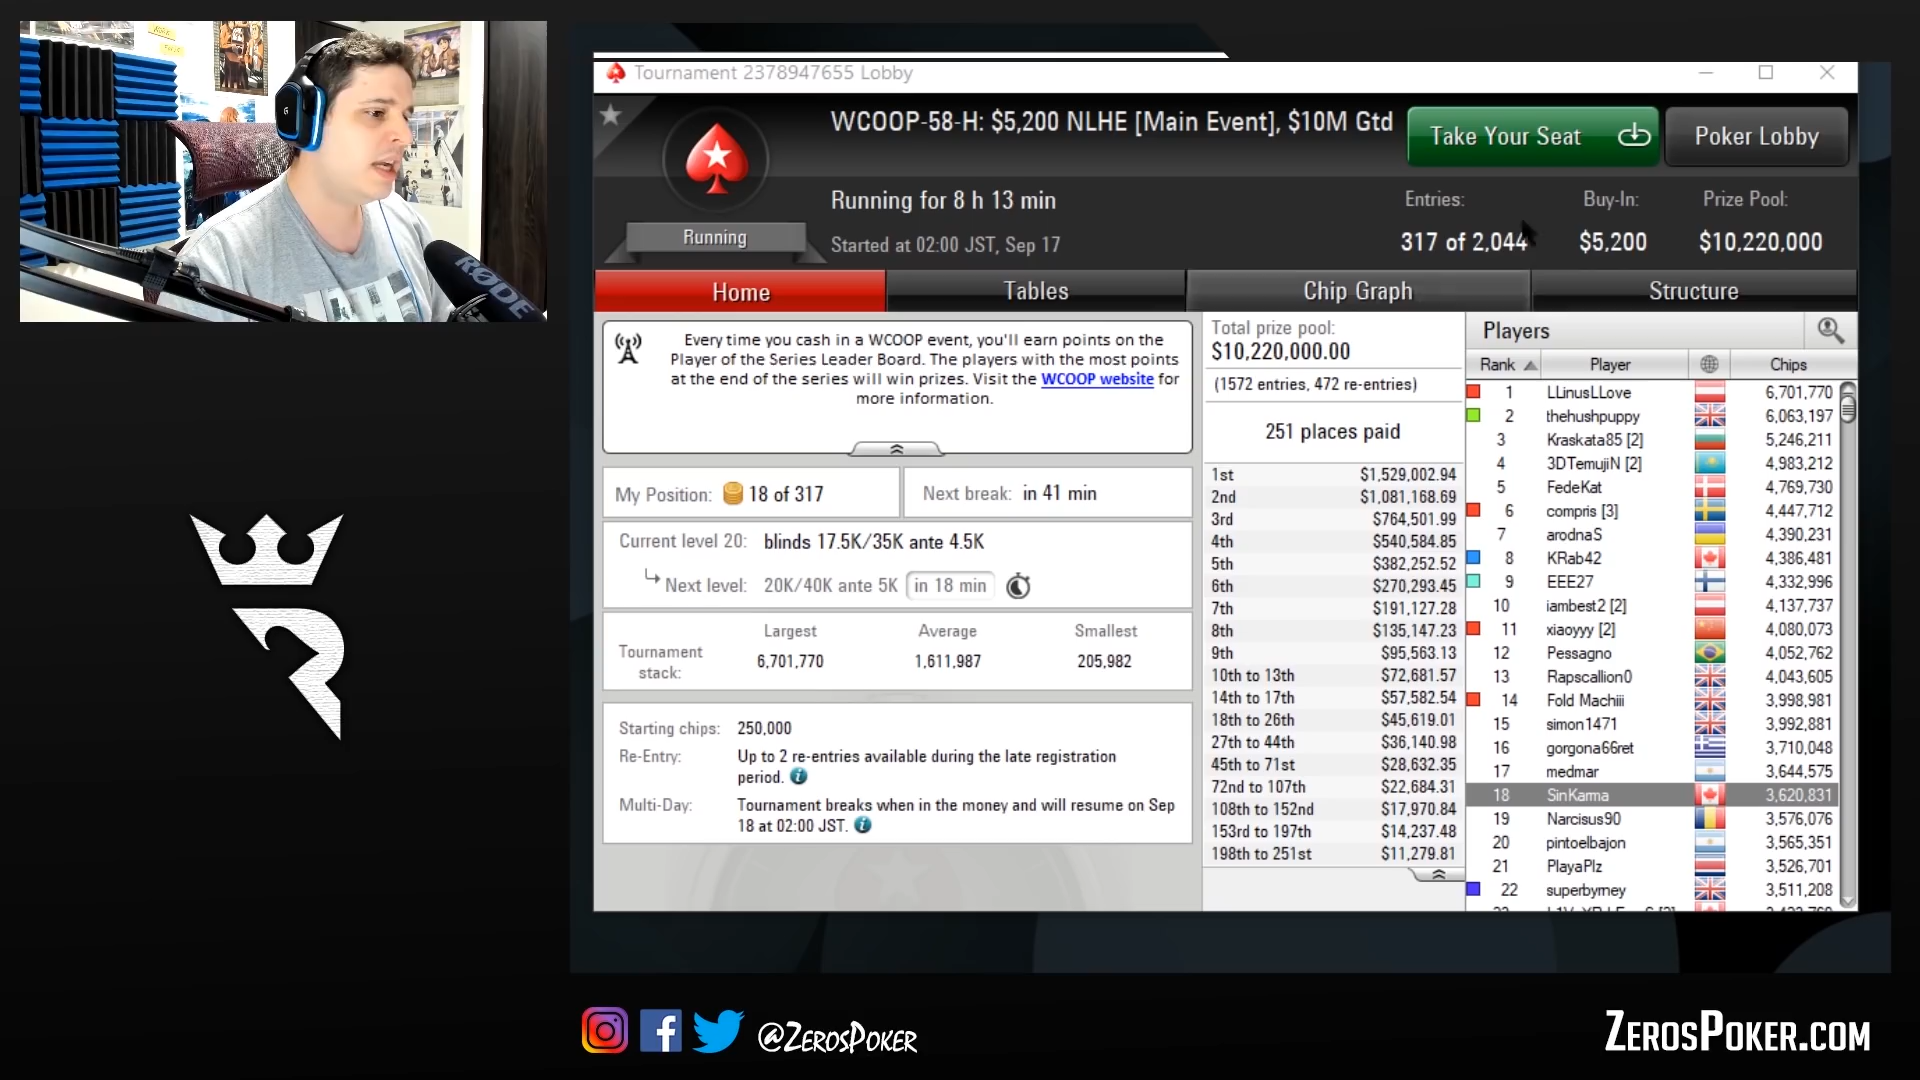 Tournament 2378947655 Lobby
WCOOP-58-H: $5,200 NLHE [Main Event], $10M Gtd
Take Your Seat
Poker Lobby
Running for 8 h 13 min
Entries:
Buy-In:
Prize Pool:
Running
Started at 02:00 JST, Sep 17
317 of 2,044
$5,200
$10,220,000
Home
Tables
Chip Graph
Structure
Every time you cash in a WCOOP event, you'll earn points on the
Player of the Series Leader Board. The players with the most points
at the end of the series will win prizes. Visit the WCOOP website for
more information.
My Position: 18 of 317
Next break: in 41 min
Current level 20: blinds 17.5K/35K ante 4.5K
Next level: 20K/40K ante 5K in 18 min
Largest
Average
Smallest
Tournament
stack:
6,701,770
1,611,987
205,982
Starting chips: 250,000
Re-Entry: Up to 2 re-entries available during the late registration
period.
Multi-Day: Tournament breaks when in the money and will resume on Sep
18 at 02:00 JST.
Total prize pool:
$10,220,000.00
(1572 entries, 472 re-entries)
251 places paid
1st $1,529,002.94
2nd $1,081,168.69
3rd $764,501.99
4th $540,584.85
5th $382,252.52
6th $270,293.45
7th $191,127.28
8th $135,147.23
9th $95,563.13
10th to 13th $72,681.57
14th to 17th $57,582.54
18th to 26th $45,619.01
27th to 44th $36,140.98
45th to 71st $28,632.35
72nd to 107th $22,684.31
108th to 152nd $17,970.84
153rd to 197th $14,237.48
198th to 251st $11,279.81
Players
Rank Player Chips
1 LLinusLLove 6,701,770
2 thehushpuppy 6,063,197
3 Kraskata85 [2] 5,246,211
4 3DTemujiN [2] 4,983,212
5 FedeKat 4,769,730
6 compris [3] 4,447,712
7 arodnaS 4,390,231
8 KRab42 4,386,481
9 EEE27 4,332,996
10 iambest2 [2] 4,137,737
11 xiaoyyy [2] 4,080,073
12 Pessagno 4,052,762
13 Rapscallion0 4,043,605
14 Fold Machiii 3,998,981
15 simon1471 3,992,881
16 gorgona66ret 3,710,048
17 medmar 3,644,575
18 SinKarma 3,620,831
19 Narcisus90 3,576,076
20 pintoelbajon 3,565,351
21 PlayaPlz 3,526,701
22 superbyrney 3,511,208
RODE
@ZerosPoker
ZerosPoker.com